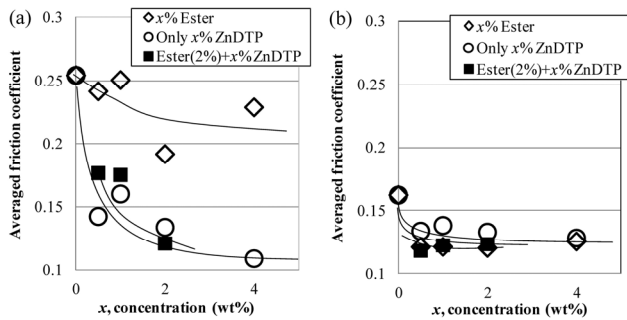 (a)
x% Ester
Only x% ZnDTP
Ester(2%)+x%ZnDTP
Averaged friction coefficient
0.3
0.25
0.2
0.15
0.1
0 2 4
x, concentration (wt%)
(b)
x% Ester
Only x% ZnDTP
Ester(2%)+x%ZnDTP
Averaged friction coefficient
0.3
0.25
0.2
0.15
0.1
0 2 4
x, concentration (wt%)